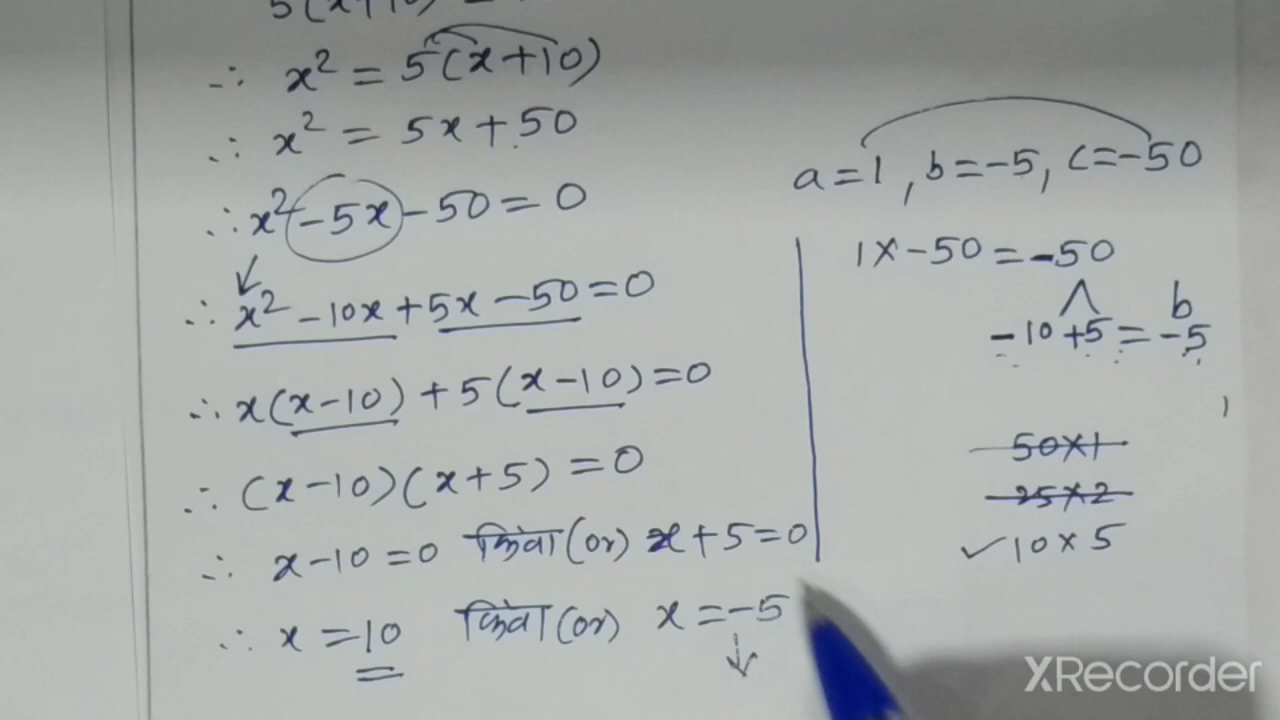 5(x+10)
∴ x² = 5(x+10)
∴ x² = 5x+50
∴ x²-5x-50=0
∴ x²-10x+5x-50=0
∴ x(x-10)+5(x-10)=0
∴ (x-10)(x+5)=0
∴ x-10=0 किंवा (or) x+5=0
∴ x=10 किंवा (or) x=-5
a=1, b=-5, c=-50
1×-50=-50
b
-10+5=-5
50×1
25×2
✓10×5
XRecorder